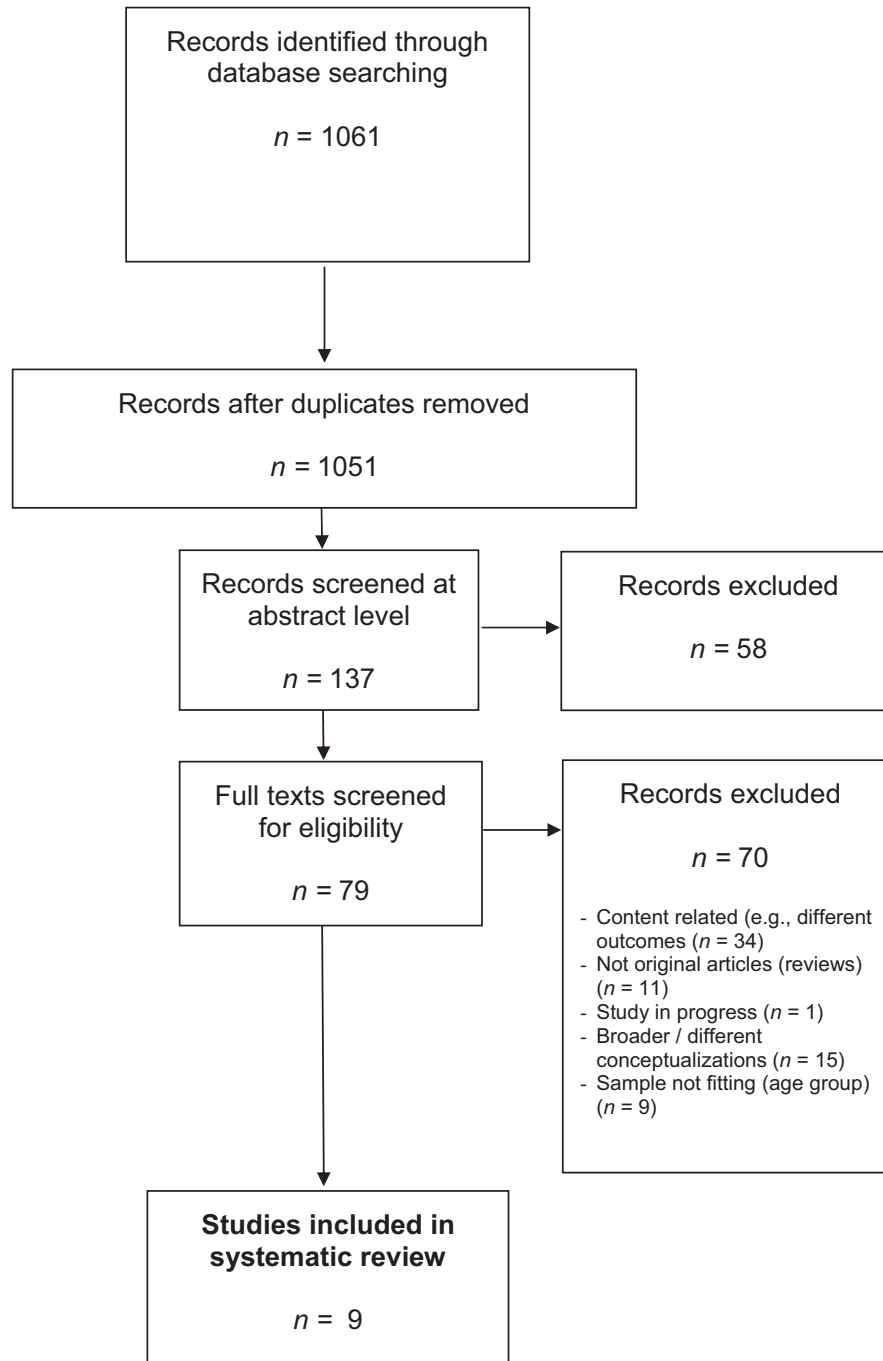 Records identified through
database searching
n = 1061
Records after duplicates removed
n = 1051
Records screened at
abstract level
n = 137
Records excluded
n = 58
Full texts screened
for eligibility
n = 79
Records excluded
n = 70
- Content related (e.g., different
outcomes (n = 34)
- Not original articles (reviews)
(n = 11)
- Study in progress (n = 1)
- Broader / different
conceptualizations (n = 15)
- Sample not fitting (age group)
(n = 9)
Studies included in
systematic review
n = 9